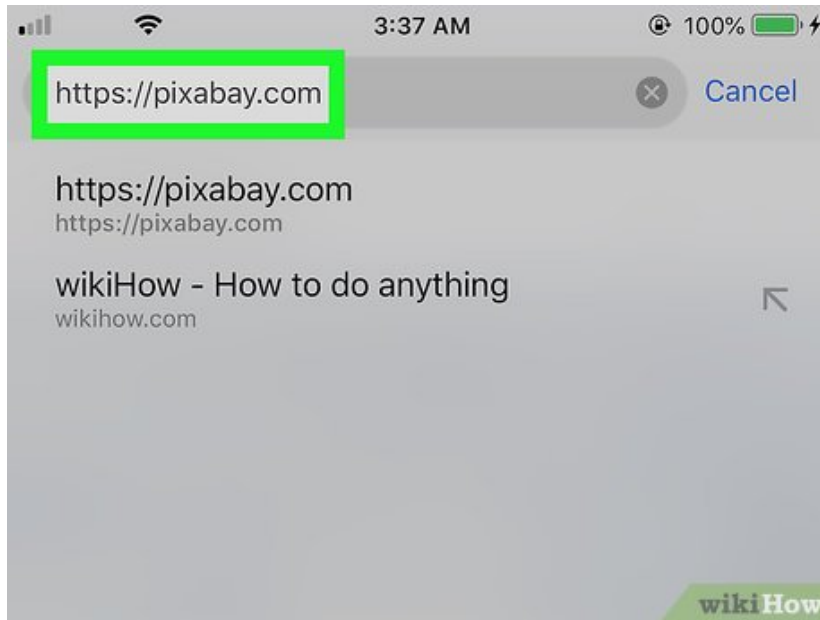 3:37 AM 100%
https://pixabay.com Cancel
https://pixabay.com
https://pixabay.com
wikiHow - How to do anything
wikihow.com
wikiHow